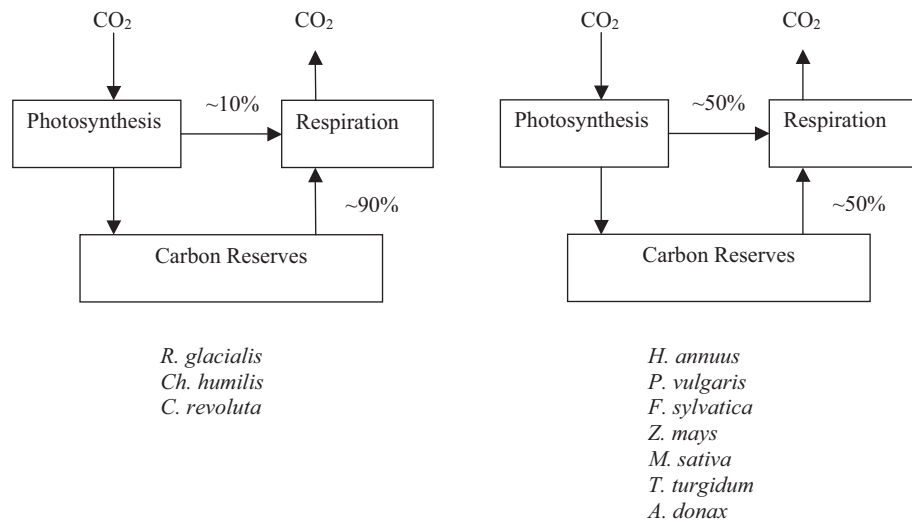 CO₂
CO₂
~10%
Photosynthesis
Respiration
~90%
Carbon Reserves
R. glacialis
Ch. humilis
C. revoluta
CO₂
CO₂
~50%
Photosynthesis
Respiration
~50%
Carbon Reserves
H. annuus
P. vulgaris
F. sylvatica
Z. mays
M. sativa
T. turgidum
A. donax